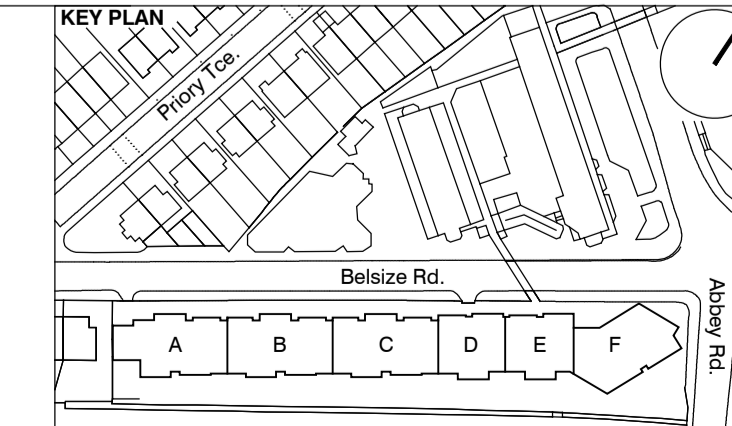 KEY PLAN
Priory Tce.
Belsize Rd.
Abbey Rd.
A B C D E F